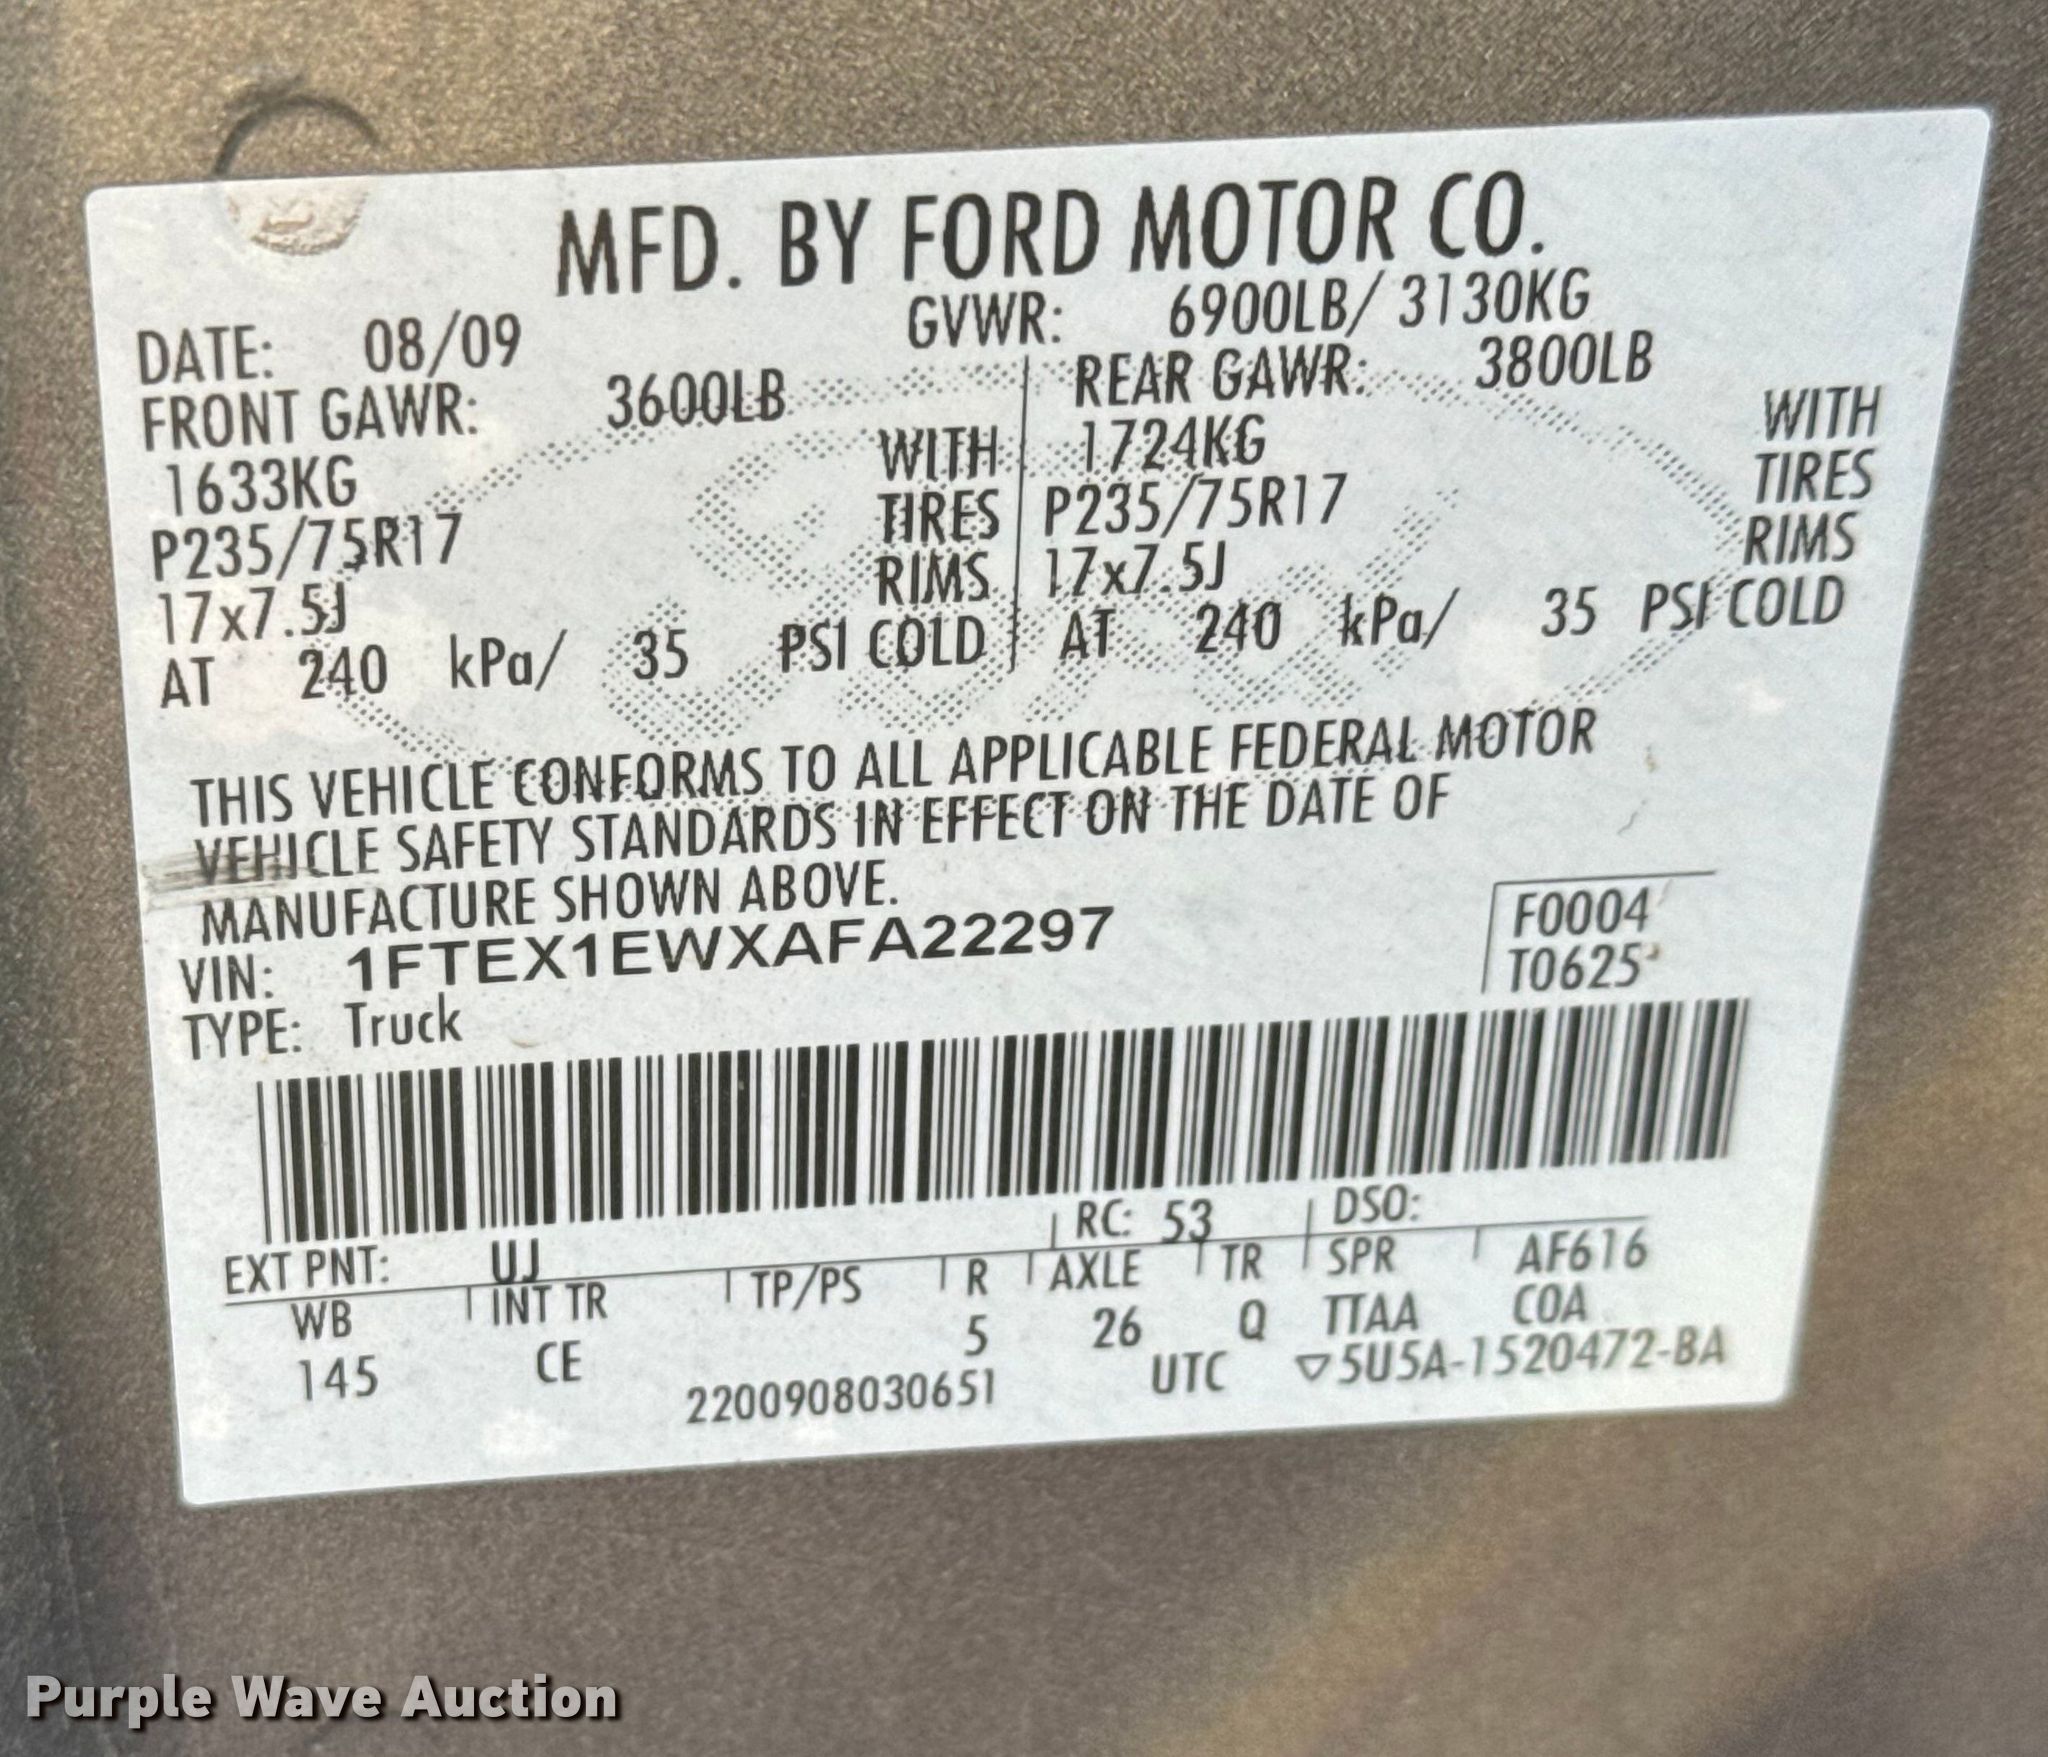 MFD. BY FORD MOTOR CO.
DATE: 08/09 GVWR: 6900LB/ 3130KG
FRONT GAWR: 3600LB REAR GAWR: 3800LB
1633KG WITH 1724KG WITH
P235/75R17 TIRES P235/75R17 TIRES
17x7.5J RIMS 17x7.5J RIMS
AT 240 kPa/ 35 PSI COLD AT 240 kPa/ 35 PSI COLD
THIS VEHICLE CONFORMS TO ALL APPLICABLE FEDERAL MOTOR
VEHICLE SAFETY STANDARDS IN EFFECT ON THE DATE OF
MANUFACTURE SHOWN ABOVE.
VIN: 1FTEX1EWXAFA22297 F0004
TYPE: Truck T0625
EXT PNT: UJ RC: 53 DSO:
WB INT TR TP/PS R AXLE TR SPR AF616
145 CE 5 26 Q TTAA COA
2200908030651 UTC ▽5U5A-1520472-BA
Purple Wave Auction